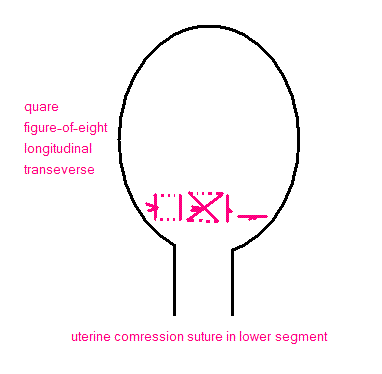 quare
figure-of-eight
longitudinal
transeverse
uterine comression suture in lower segment